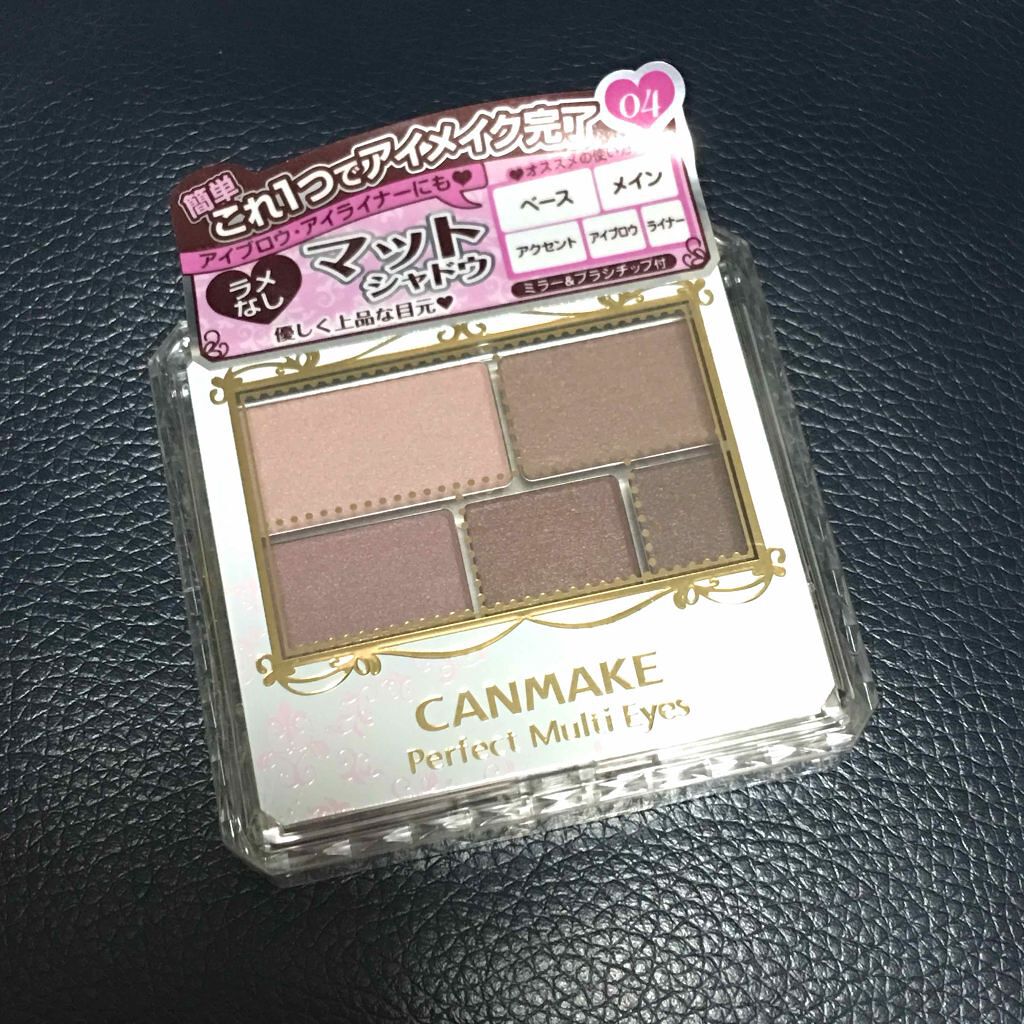 04
簡単
これ1つでアイメイク完了
アイブロウ・アイライナーにも♥
♥オススメの使い方
ベース
メイン
アクセント
アイブロウ
ライナー
ミラー&ブラシチップ付
ラメ
なし
マット
シャドウ
優しく上品な目元♥
CANMAKE
Perfect Multi Eyes